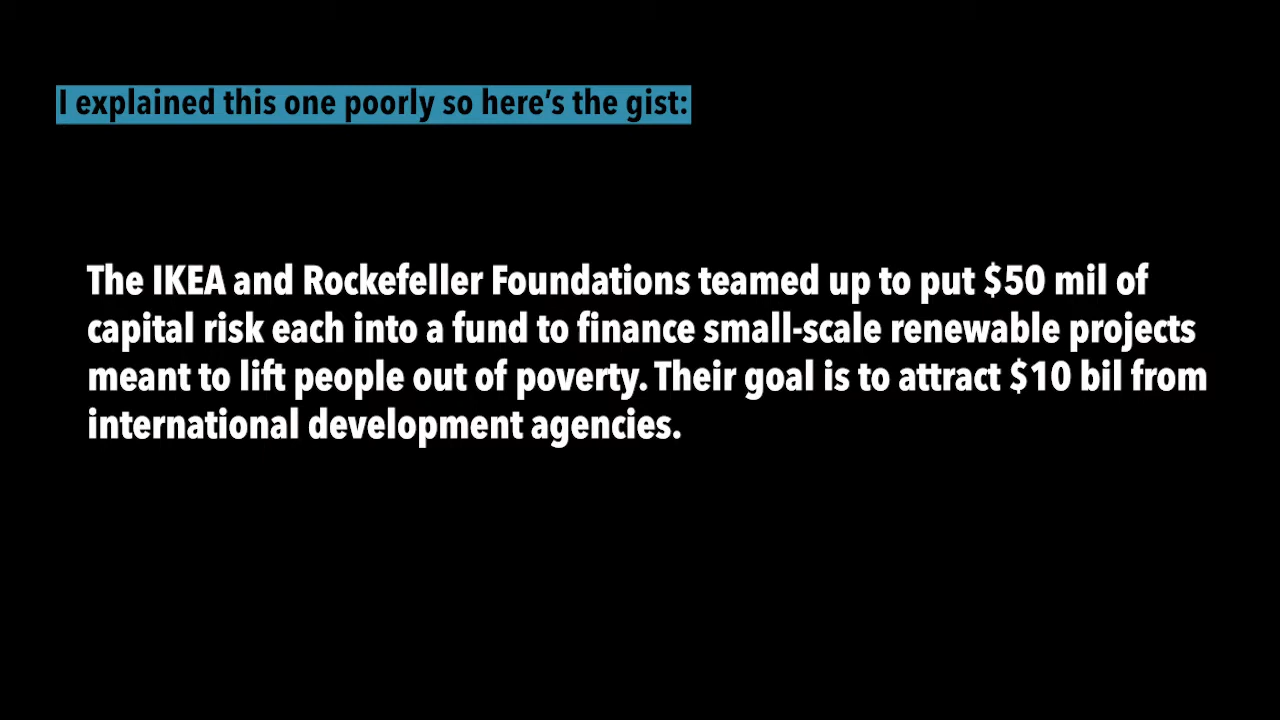 I explained this one poorly so here’s the gist:
The IKEA and Rockefeller Foundations teamed up to put $50 mil of
capital risk each into a fund to finance small-scale renewable projects
meant to lift people out of poverty. Their goal is to attract $10 bil from
international development agencies.